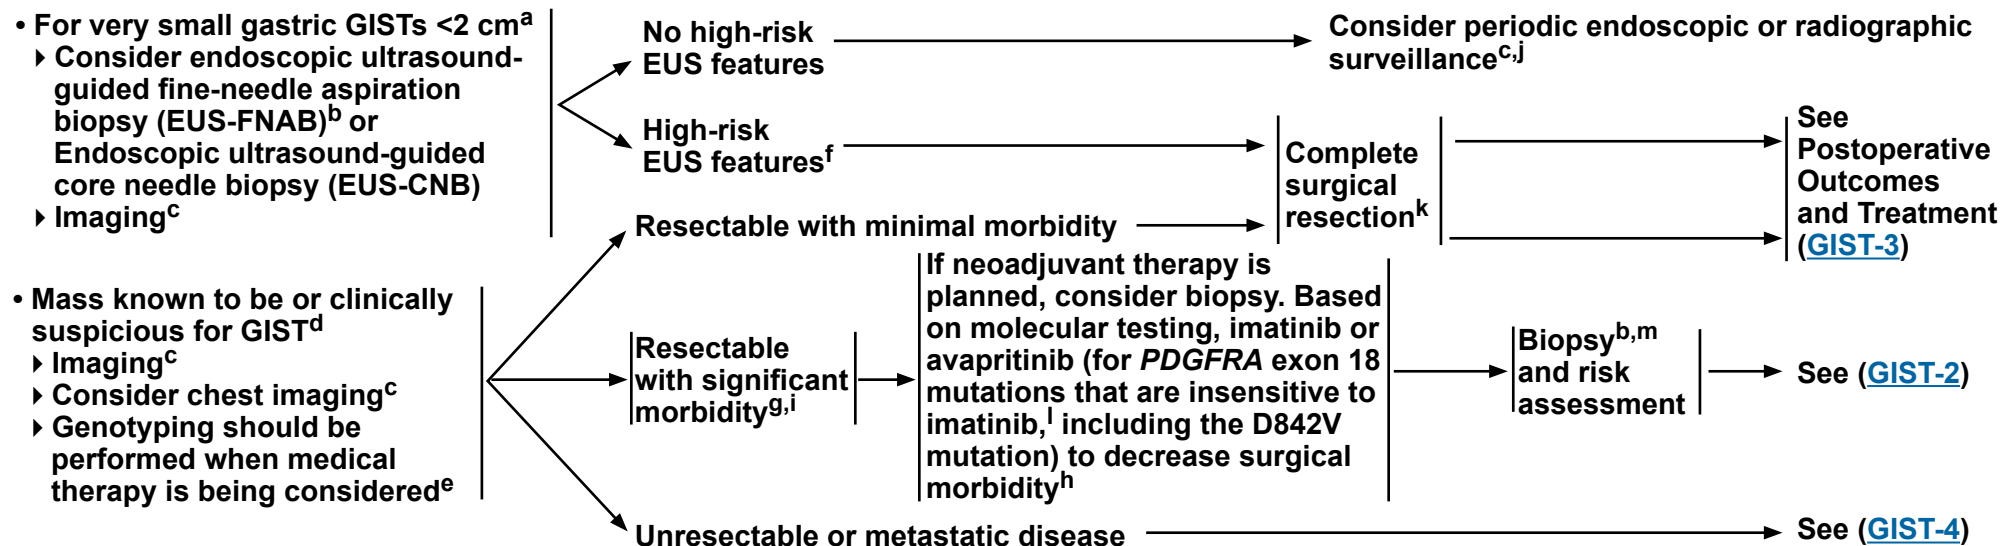 • For very small gastric GISTs <2 cmᵃ
▸ Consider endoscopic ultrasound-
guided fine-needle aspiration
biopsy (EUS-FNAB)ᵇ or
Endoscopic ultrasound-guided
core needle biopsy (EUS-CNB)
▸ Imagingᶜ
No high-risk
EUS features
Consider periodic endoscopic or radiographic
surveillanceᶜ,ʲ
High-risk
EUS featuresᶠ
Complete
surgical
resectionᵏ
See
Postoperative
Outcomes
and Treatment
(GIST-3)
• Mass known to be or clinically
suspicious for GISTᵈ
▸ Imagingᶜ
▸ Consider chest imagingᶜ
▸ Genotyping should be
performed when medical
therapy is being consideredᵉ
Resectable with minimal morbidity
Resectable
with significant
morbidityᵍ,ⁱ
If neoadjuvant therapy is
planned, consider biopsy. Based
on molecular testing, imatinib or
avapritinib (for PDGFRA exon 18
mutations that are insensitive to
imatinib,ˡ including the D842V
mutation) to decrease surgical
morbidityʰ
Biopsyᵇ,ᵐ
and risk
assessment
See (GIST-2)
Unresectable or metastatic disease
See (GIST-4)